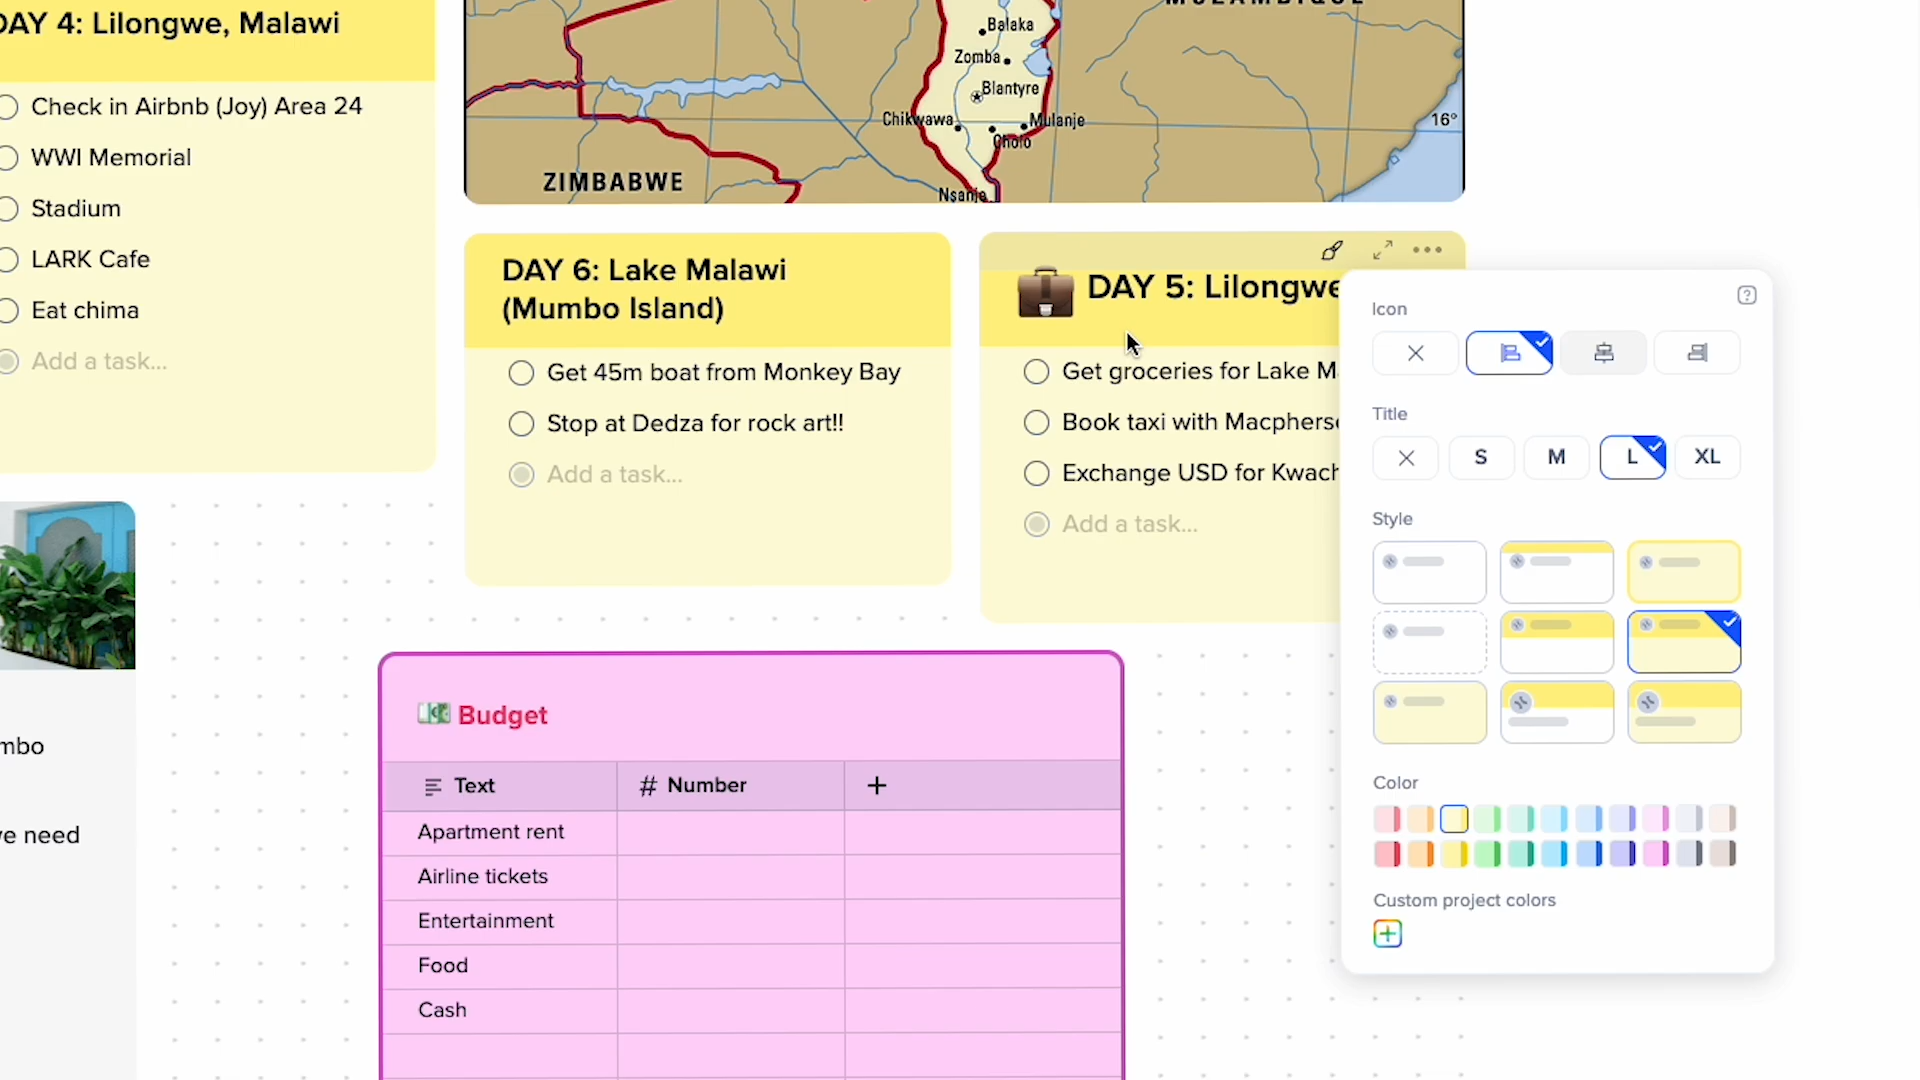 DAY 4: Lilongwe, Malawi
Check in Airbnb (Joy) Area 24
WWI Memorial
Stadium
LARK Cafe
Eat chima
Add a task...
Balaka
Zomba
Blantyre
Chikwawa
Mulanje
Cholo
Nsanje
ZIMBABWE
16°
DAY 6: Lake Malawi
(Mumbo Island)
Get 45m boat from Monkey Bay
Stop at Dedza for rock art!!
Add a task...
DAY 5: Lilongwe
Get groceries for Lake M
Book taxi with Macpherso
Exchange USD for Kwach
Add a task...
Icon
Title
S
M
L
XL
Style
Color
Custom project colors
mbo
ve need
Budget
Text
# Number
+
Apartment rent
Airline tickets
Entertainment
Food
Cash